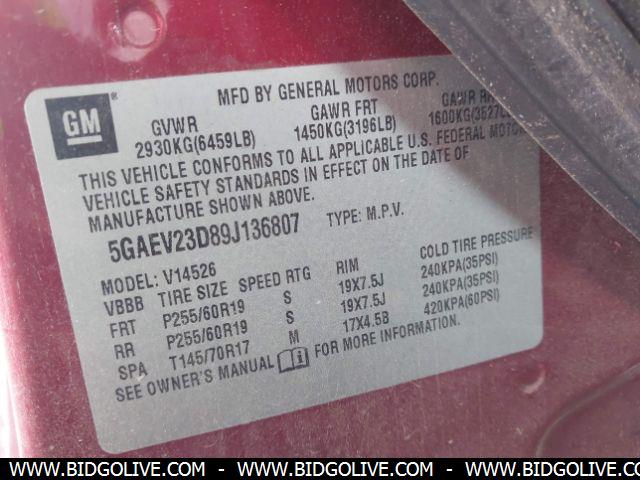 GM ®
MFD BY GENERAL MOTORS CORP.
GVWR GAWR FRT GAWR
2930KG(6459LB) 1450KG(3196LB) 1600KG
THIS VEHICLE CONFORMS TO ALL APPLICABLE U.S. FEDERAL MOTOR
VEHICLE SAFETY STANDARDS IN EFFECT ON THE DATE OF
MANUFACTURE SHOWN ABOVE.
5GAEV23D89J136807 TYPE: M.P.V.
MODEL: V14526
VBBB TIRE SIZE SPEED RTG RIM COLD TIRE PRESSURE
FRT P255/60R19 S 19X7.5J 240KPA(35PSI)
RR P255/60R19 S 19X7.5J 240KPA(35PSI)
SPA T145/70R17 M 17X4.5B 420KPA(60PSI)
SEE OWNER'S MANUAL FOR MORE INFORMATION.
WWW.BIDGOLIVE.COM - WWW.BIDGOLIVE.COM - WWW.BIDGOLIVE.COM